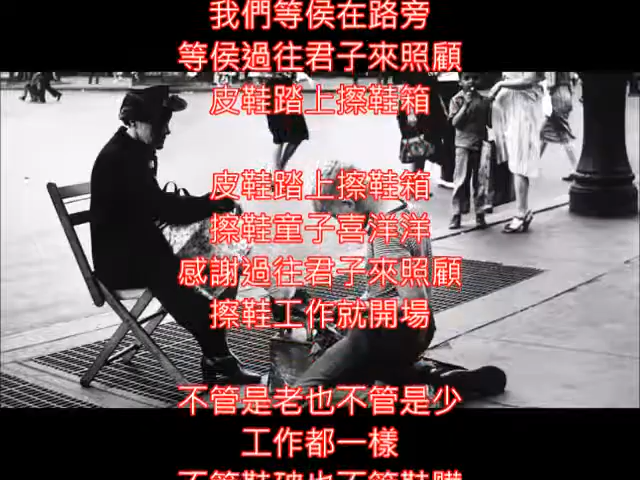 我們等侯在路旁
等侯過往君子來照顧
皮鞋踏上擦鞋箱
皮鞋踏上擦鞋箱
擦鞋童子喜洋洋
感謝過往君子來照顧
擦鞋工作就開場
不管是老也不管是少
工作都一樣